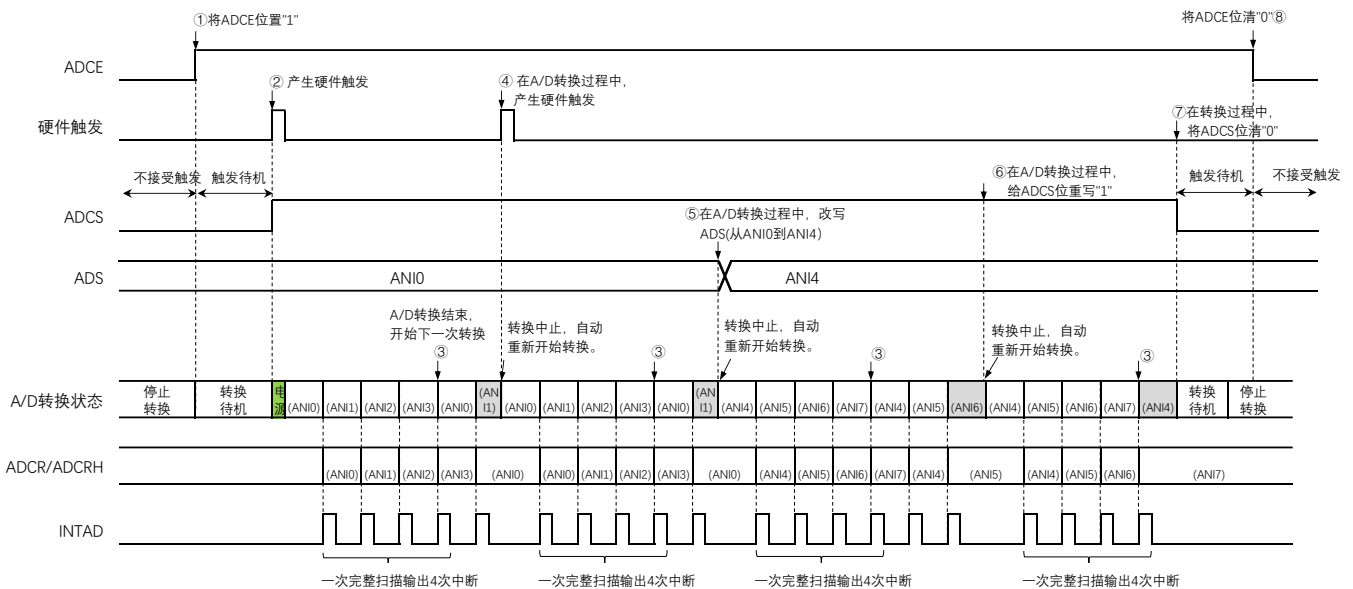 ①将ADCE位置"1"
将ADCE位清"0"⑧
ADCE
② 产生硬件触发
④ 在A/D转换过程中，
产生硬件触发
硬件触发
⑦在转换过程中，
将ADCS位清"0"
不接受触发
触发待机
⑥在A/D转换过程中，
给ADCS位重写"1"
触发待机
不接受触发
ADCS
⑤在A/D转换过程中，改写
ADS(从ANI0到ANI4）
ADS
ANI0
ANI4
A/D转换结束，
开始下一次转换
③
转换中止，自动
重新开始转换。
③
转换中止，自动
重新开始转换。
③
转换中止，自动
重新开始转换。
③
A/D转换状态
停止
转换
转换
待机
电
源
(ANI0) (ANI1) (ANI2) (ANI3) (ANI0) (AN
I1) (ANI0) (ANI1) (ANI2) (ANI3) (ANI0) (AN
I1) (ANI4) (ANI5) (ANI6) (ANI7) (ANI4) (ANI5) (ANI6) (ANI4) (ANI5) (ANI6) (ANI7) (ANI4)
转换
待机
停止
转换
ADCR/ADCRH
(ANI0) (ANI1) (ANI2) (ANI3) (ANI0) (ANI0) (ANI1) (ANI2) (ANI3) (ANI0) (ANI4) (ANI5) (ANI6) (ANI7) (ANI4) (ANI5) (ANI4) (ANI5) (ANI6) (ANI7)
INTAD
一次完整扫描输出4次中断
一次完整扫描输出4次中断
一次完整扫描输出4次中断
一次完整扫描输出4次中断